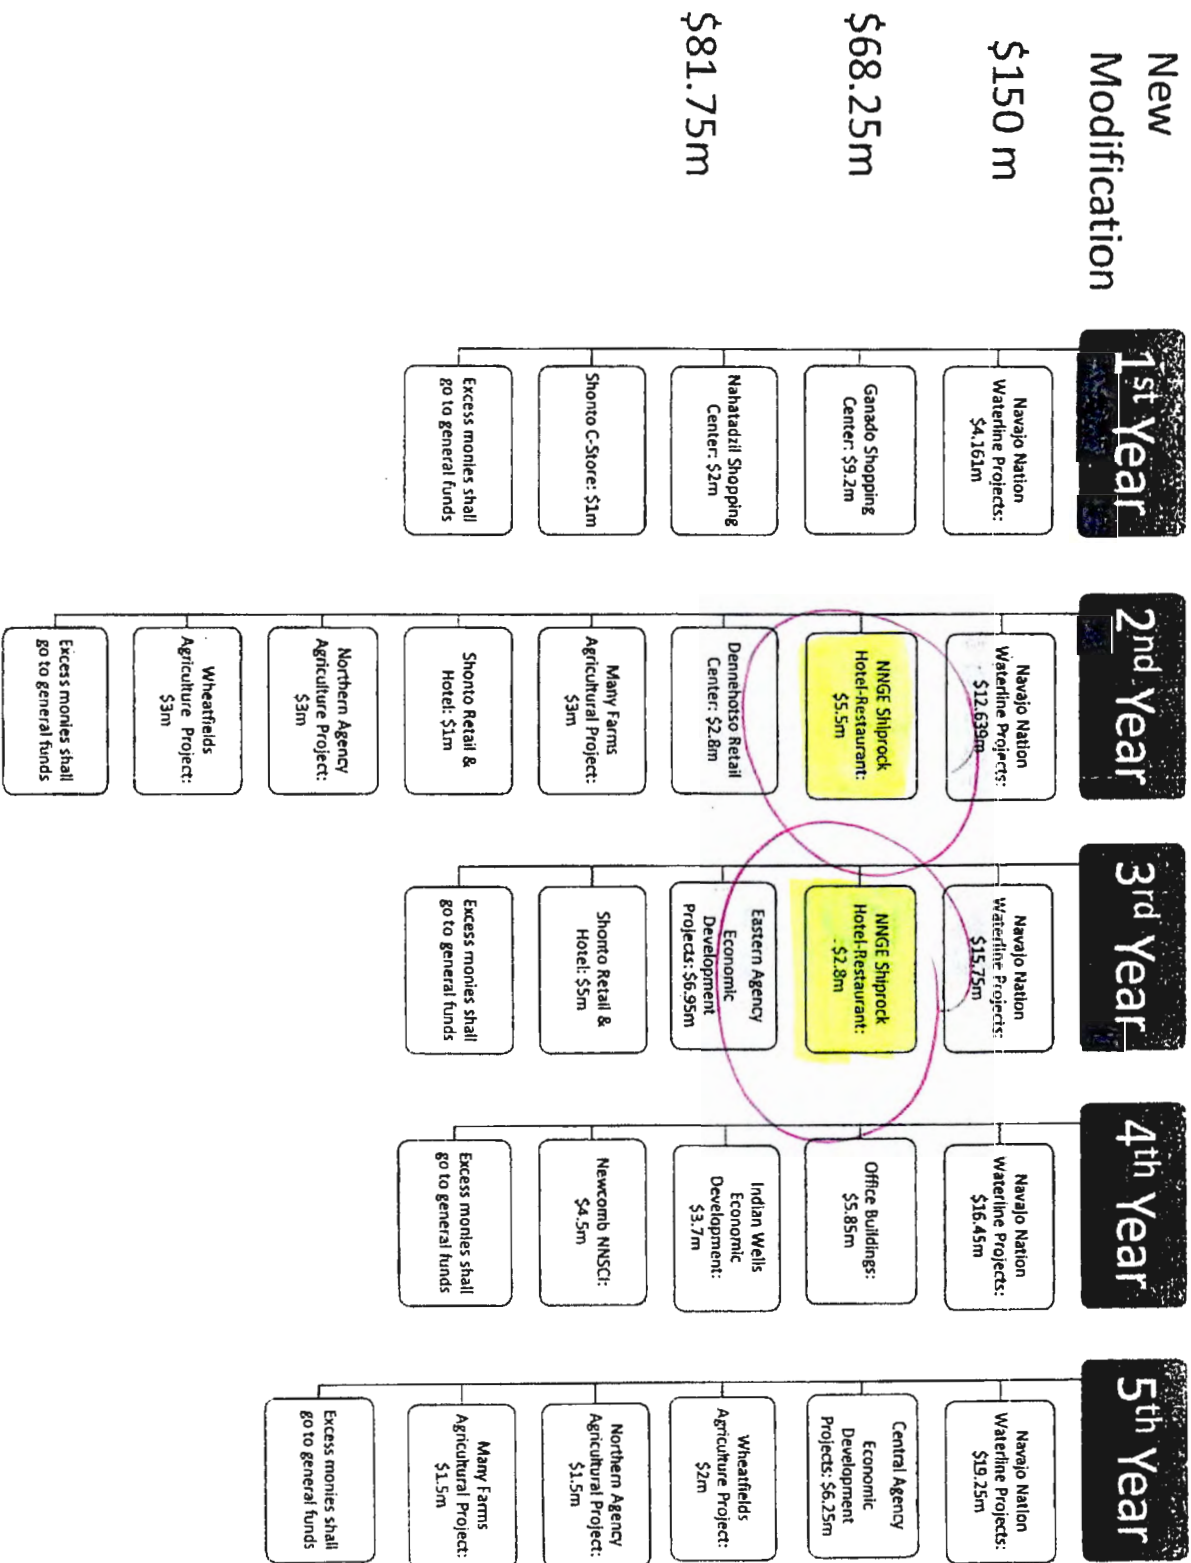 New
Modification
$150 m
$68.25m
$81.75m
1st Year
Navajo Nation
Waterline Projects:
$4.161m
Ganado Shopping
Center: $9.2m
Nahatadzil Shopping
Center: $2m
Shonto C-Store: $1m
Excess monies shall
go to general funds
2nd Year
Navajo Nation
Waterline Projects:
$12.639m
NNGE Shiprock
Hotel-Restaurant:
$5.5m
Dennehotso Retail
Center: $2.8m
Many Farms
Agricultural Project:
$3m
Shonto Retail &
Hotel: $1m
Northern Agency
Agriculture Project:
$3m
Wheatfields
Agriculture Project:
$3m
Excess monies shall
go to general funds
3rd Year
Navajo Nation
Waterline Projects:
$15.75m
NNGE Shiprock
Hotel-Restaurant:
$2.8m
Eastern Agency
Economic
Development
Projects: $6.95m
Shonto Retail &
Hotel: $5m
Excess monies shall
go to general funds
4th Year
Navajo Nation
Waterline Projects:
$16.45m
Office Buildings:
$5.85m
Indian Wells
Economic
Development:
$3.7m
Newcomb NNSCI:
$4.5m
Excess monies shall
go to general funds
5th Year
Navajo Nation
Waterline Projects:
$19.25m
Central Agency
Economic
Development
Projects: $6.25m
Wheatfields
Agriculture Project:
$2m
Northern Agency
Agricultural Project:
$1.5m
Many Farms
Agricultural Project:
$1.5m
Excess monies shall
go to general funds